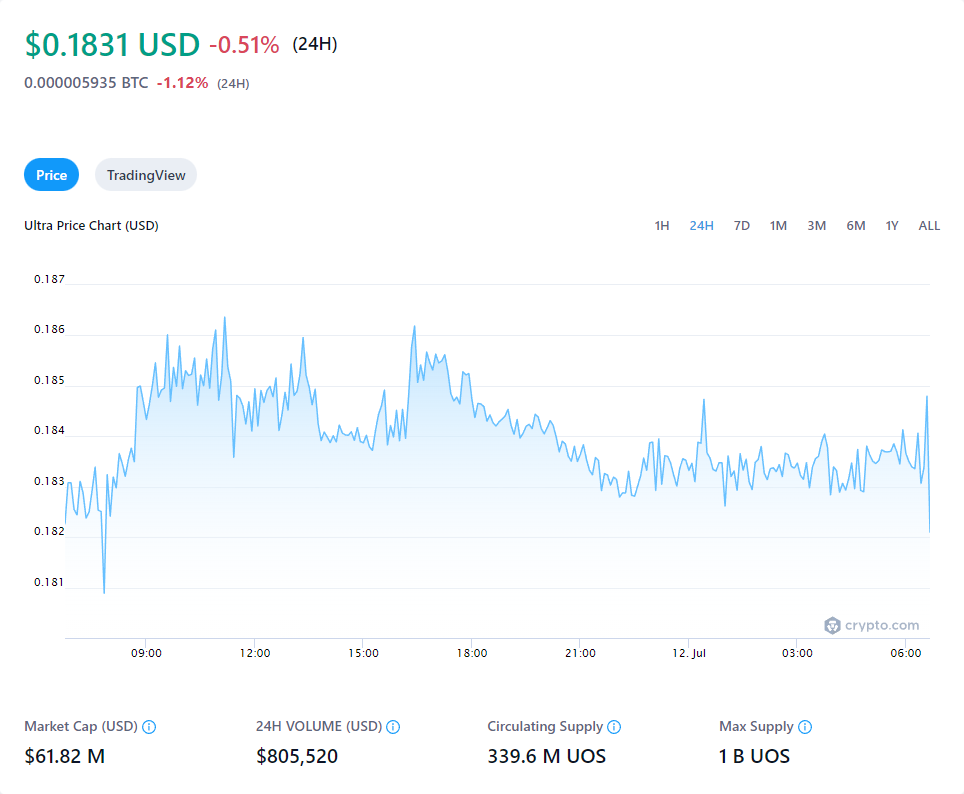 $0.1831 USD -0.51% (24H)
0.000005935 BTC -1.12% (24H)
Price TradingView
Ultra Price Chart (USD) 1H 24H 7D 1M 3M 6M 1Y ALL
0.187
0.186
0.185
0.184
0.183
0.182
0.181
crypto.com
09:00 12:00 15:00 18:00 21:00 12. Jul 03:00 06:00
Market Cap (USD) 24H VOLUME (USD) Circulating Supply Max Supply
$61.82 M $805,520 339.6 M UOS 1 B UOS